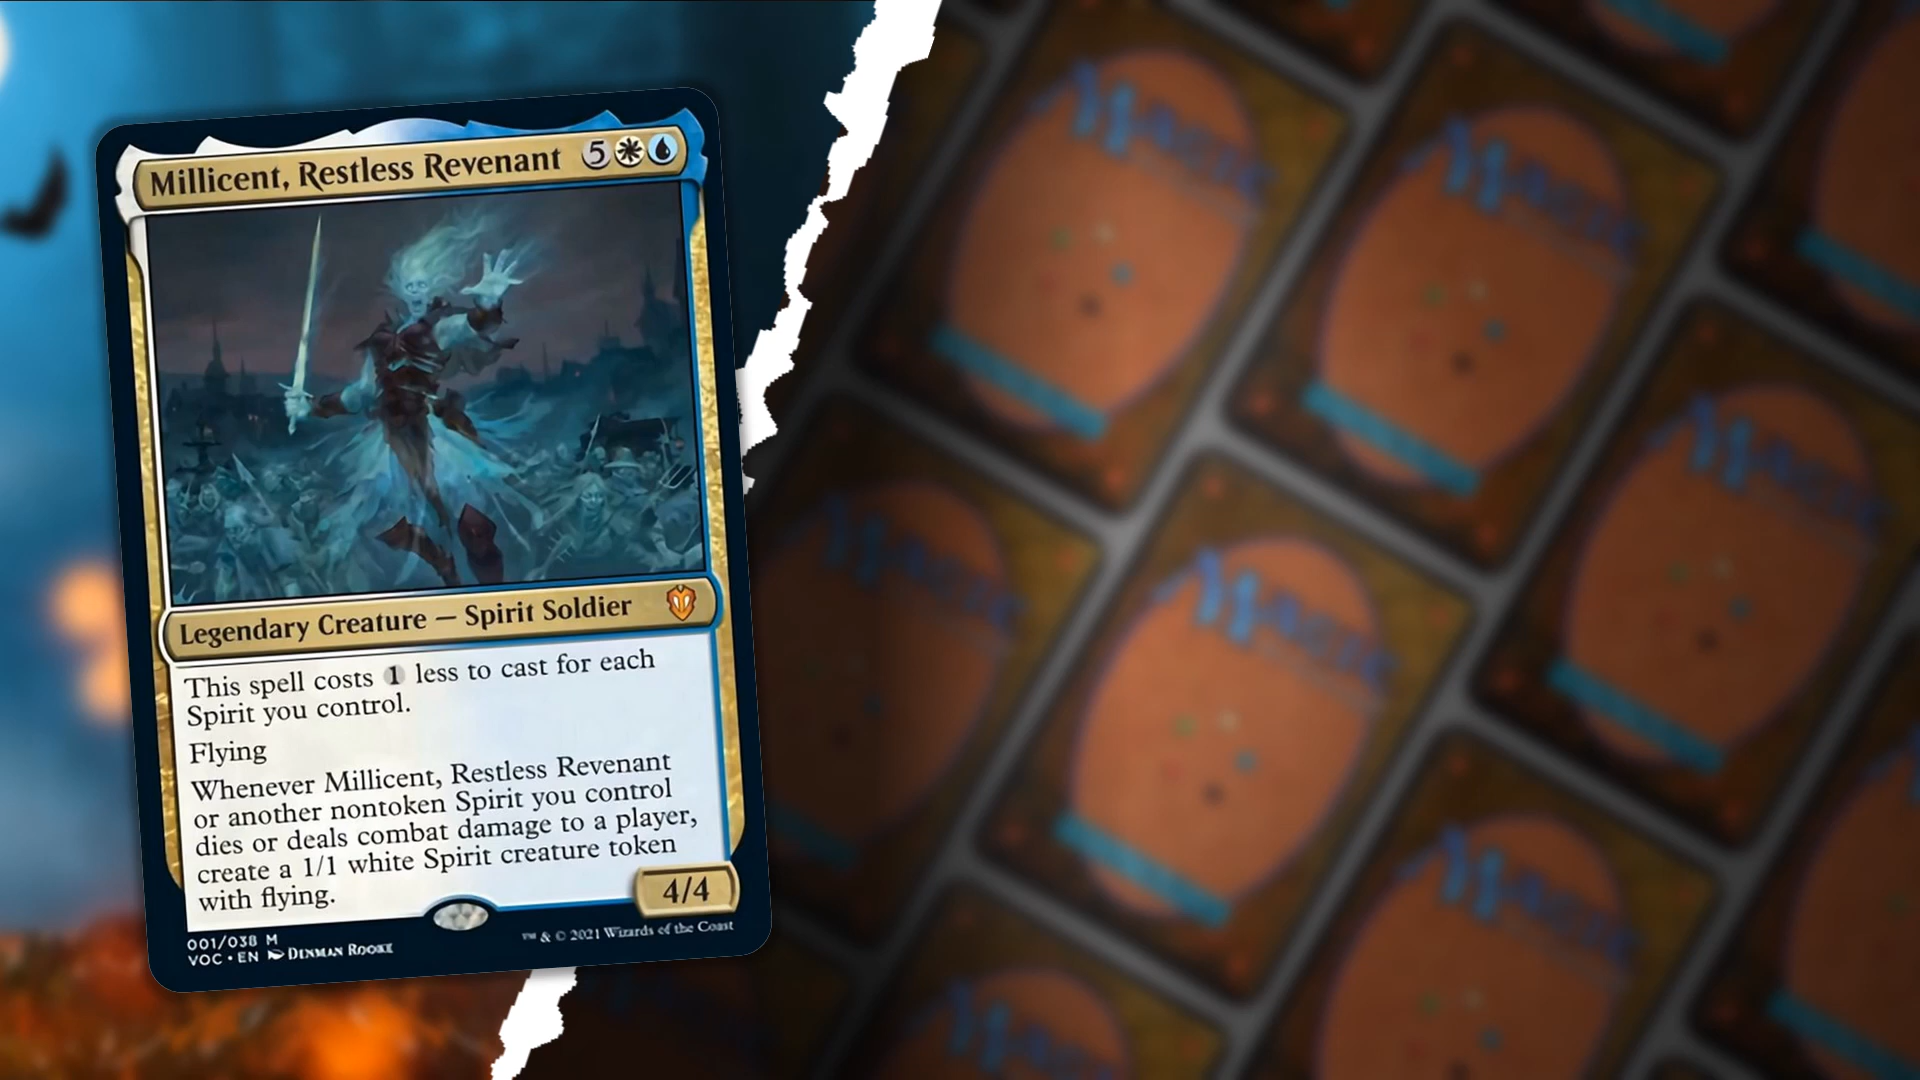 Millicent, Restless Revenant 5
Legendary Creature — Spirit Soldier
This spell costs 1 less to cast for each
Spirit you control.
Flying
Whenever Millicent, Restless Revenant
or another nontoken Spirit you control
dies or deals combat damage to a player,
create a 1/1 white Spirit creature token
with flying.
4/4
001/038 M
VOC • EN Denman Rooke
™ & © 2021 Wizards of the Coast